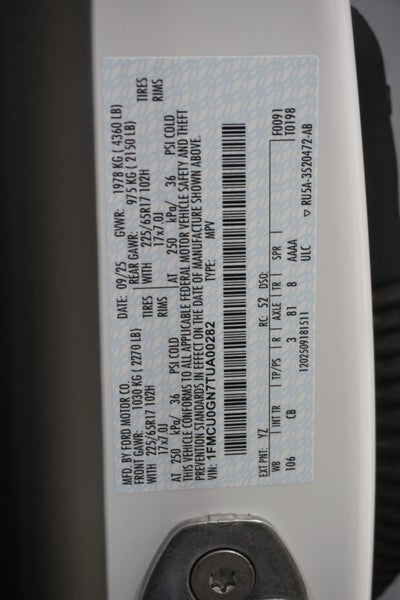 MFD. BY FORD MOTOR CO. DATE: 09/25 GVWR: 1978 KG ( 4360 LB)
FRONT GAWR: 1030 KG ( 2270 LB) REAR GAWR: 975 KG ( 2150 LB)
WITH 225/65R17 102H TIRES WITH 225/65R17 102H TIRES
17x7.0J RIMS 17x7.0J RIMS
AT 250 kPa/ 36 PSI COLD AT 250 kPa/ 36 PSI COLD
THIS VEHICLE CONFORMS TO ALL APPLICABLE FEDERAL MOTOR VEHICLE SAFETY AND THEFT
PREVENTION STANDARDS IN EFFECT ON THE DATE OF MANUFACTURE SHOWN ABOVE.
VIN: 1FMCU0GN7TUA00282 TYPE: MPV
EXT PNT: YZ RC: 52 DSO: F0091
WB INT TR TP/PS R AXLE TR SPR T0198
106 CB 3 81 8 AAAA
ULC
1202509181511 RU5A-3520472-AB